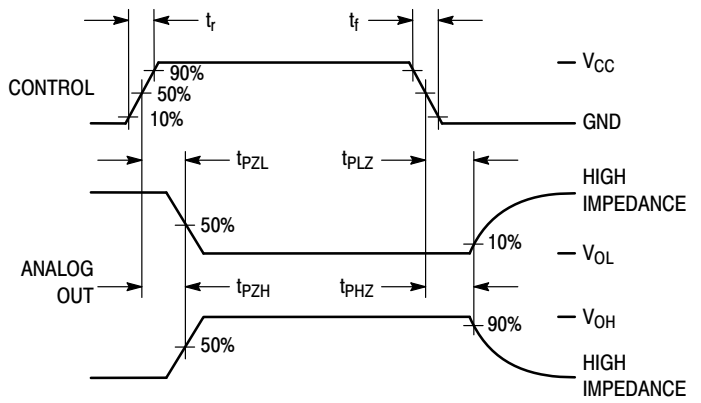 tr
tf
90%
VCC
CONTROL
50%
10%
GND
tPZL
tPLZ
HIGH
IMPEDANCE
50%
10%
ANALOG
OUT
VOL
tPZH
tPHZ
VOH
90%
50%
HIGH
IMPEDANCE